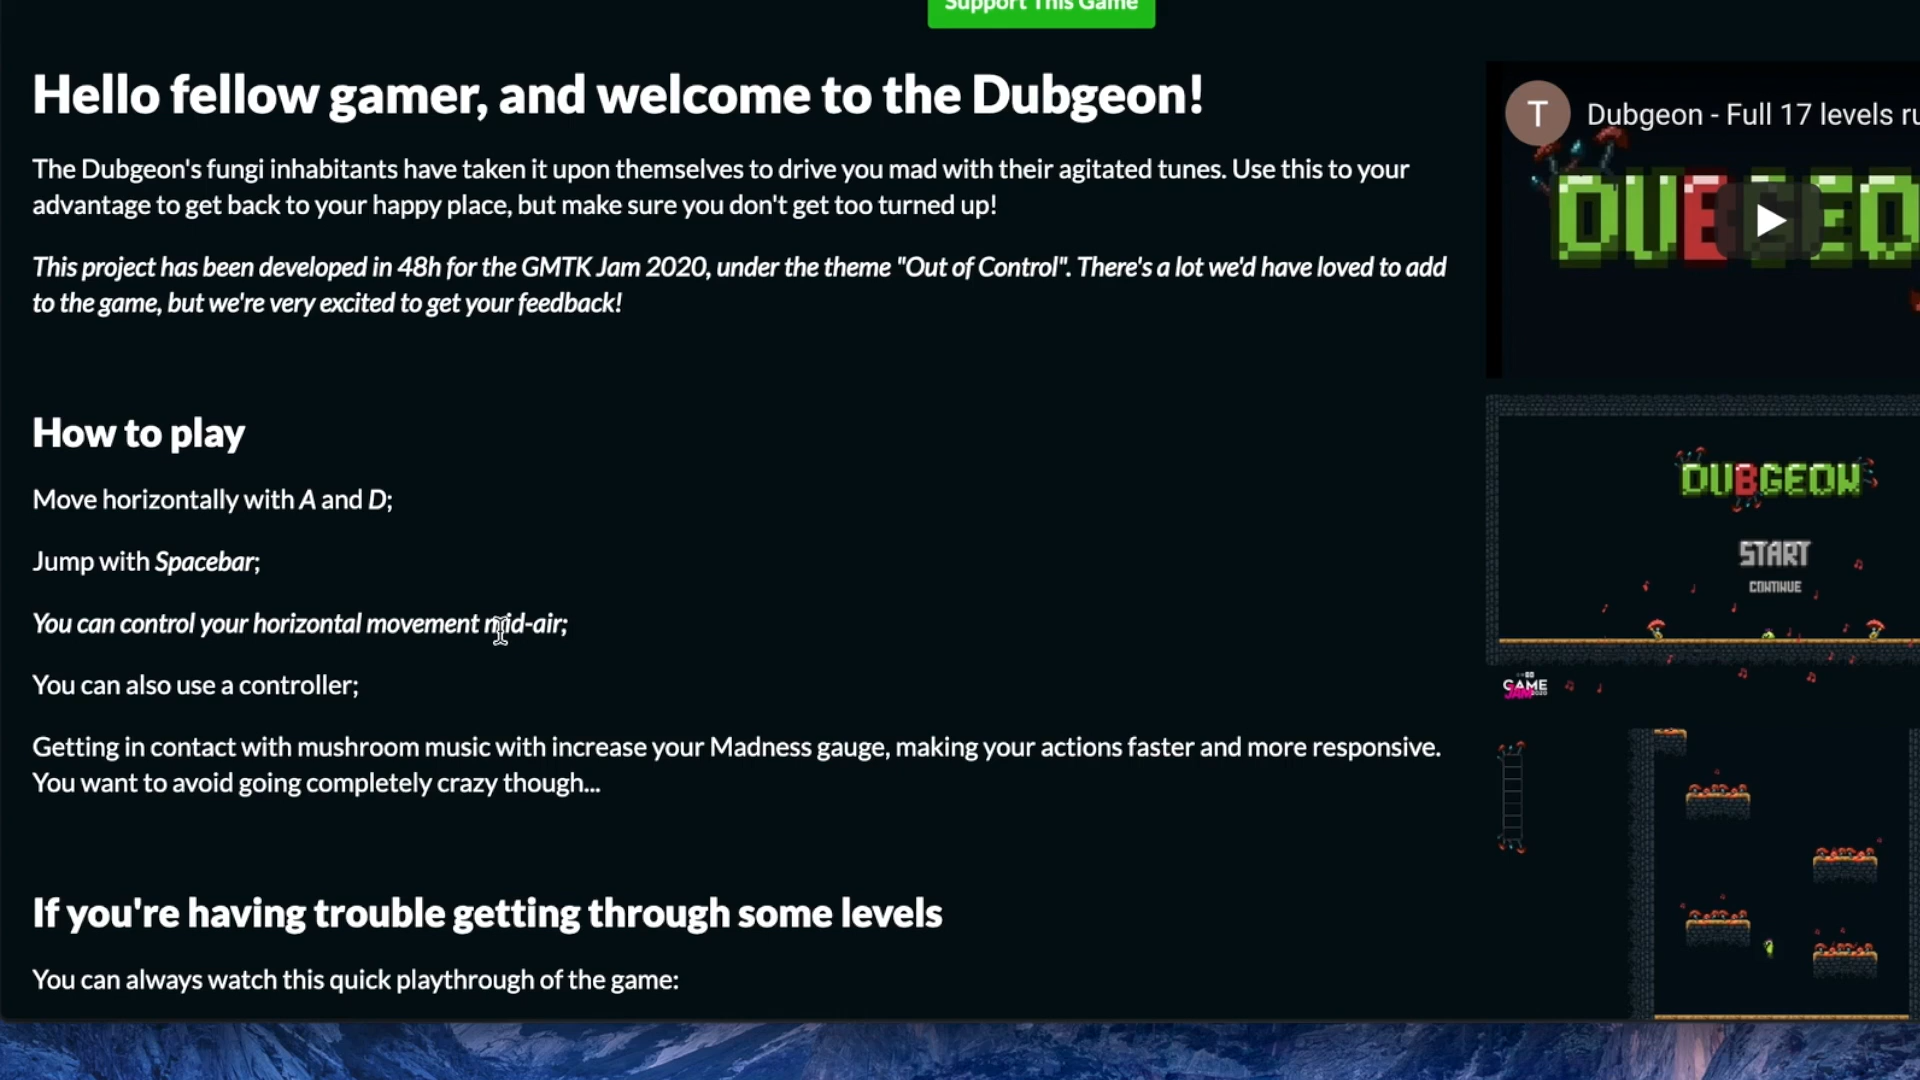 Support This Game
Hello fellow gamer, and welcome to the Dubgeon!
The Dubgeon's fungi inhabitants have taken it upon themselves to drive you mad with their agitated tunes. Use this to your
advantage to get back to your happy place, but make sure you don't get too turned up!
This project has been developed in 48h for the GMTK Jam 2020, under the theme "Out of Control". There's a lot we'd have loved to add
to the game, but we're very excited to get your feedback!
How to play
Move horizontally with A and D;
Jump with Spacebar;
You can control your horizontal movement mid-air;
You can also use a controller;
Getting in contact with mushroom music with increase your Madness gauge, making your actions faster and more responsive.
You want to avoid going completely crazy though...
If you're having trouble getting through some levels
You can always watch this quick playthrough of the game:
T
Dubgeon - Full 17 levels ru
DUBGEO
DUBGEON
START
CONTINUE
GAME
JAM